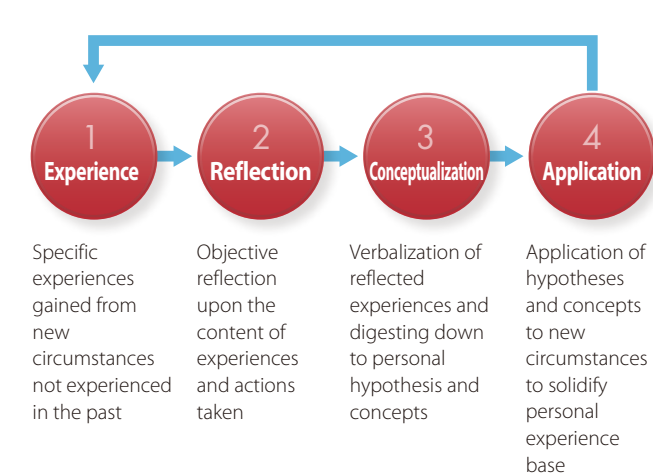 1
Experience
2
Reflection
3
Conceptualization
4
Application
Specific
experiences
gained from
new
circumstances
not experienced
in the past
Objective
reflection
upon the
content of
experiences
and actions
taken
Verbalization of
reflected
experiences and
digesting down
to personal
hypothesis and
concepts
Application of
hypotheses
and concepts
to new
circumstances
to solidify
personal
experience
base